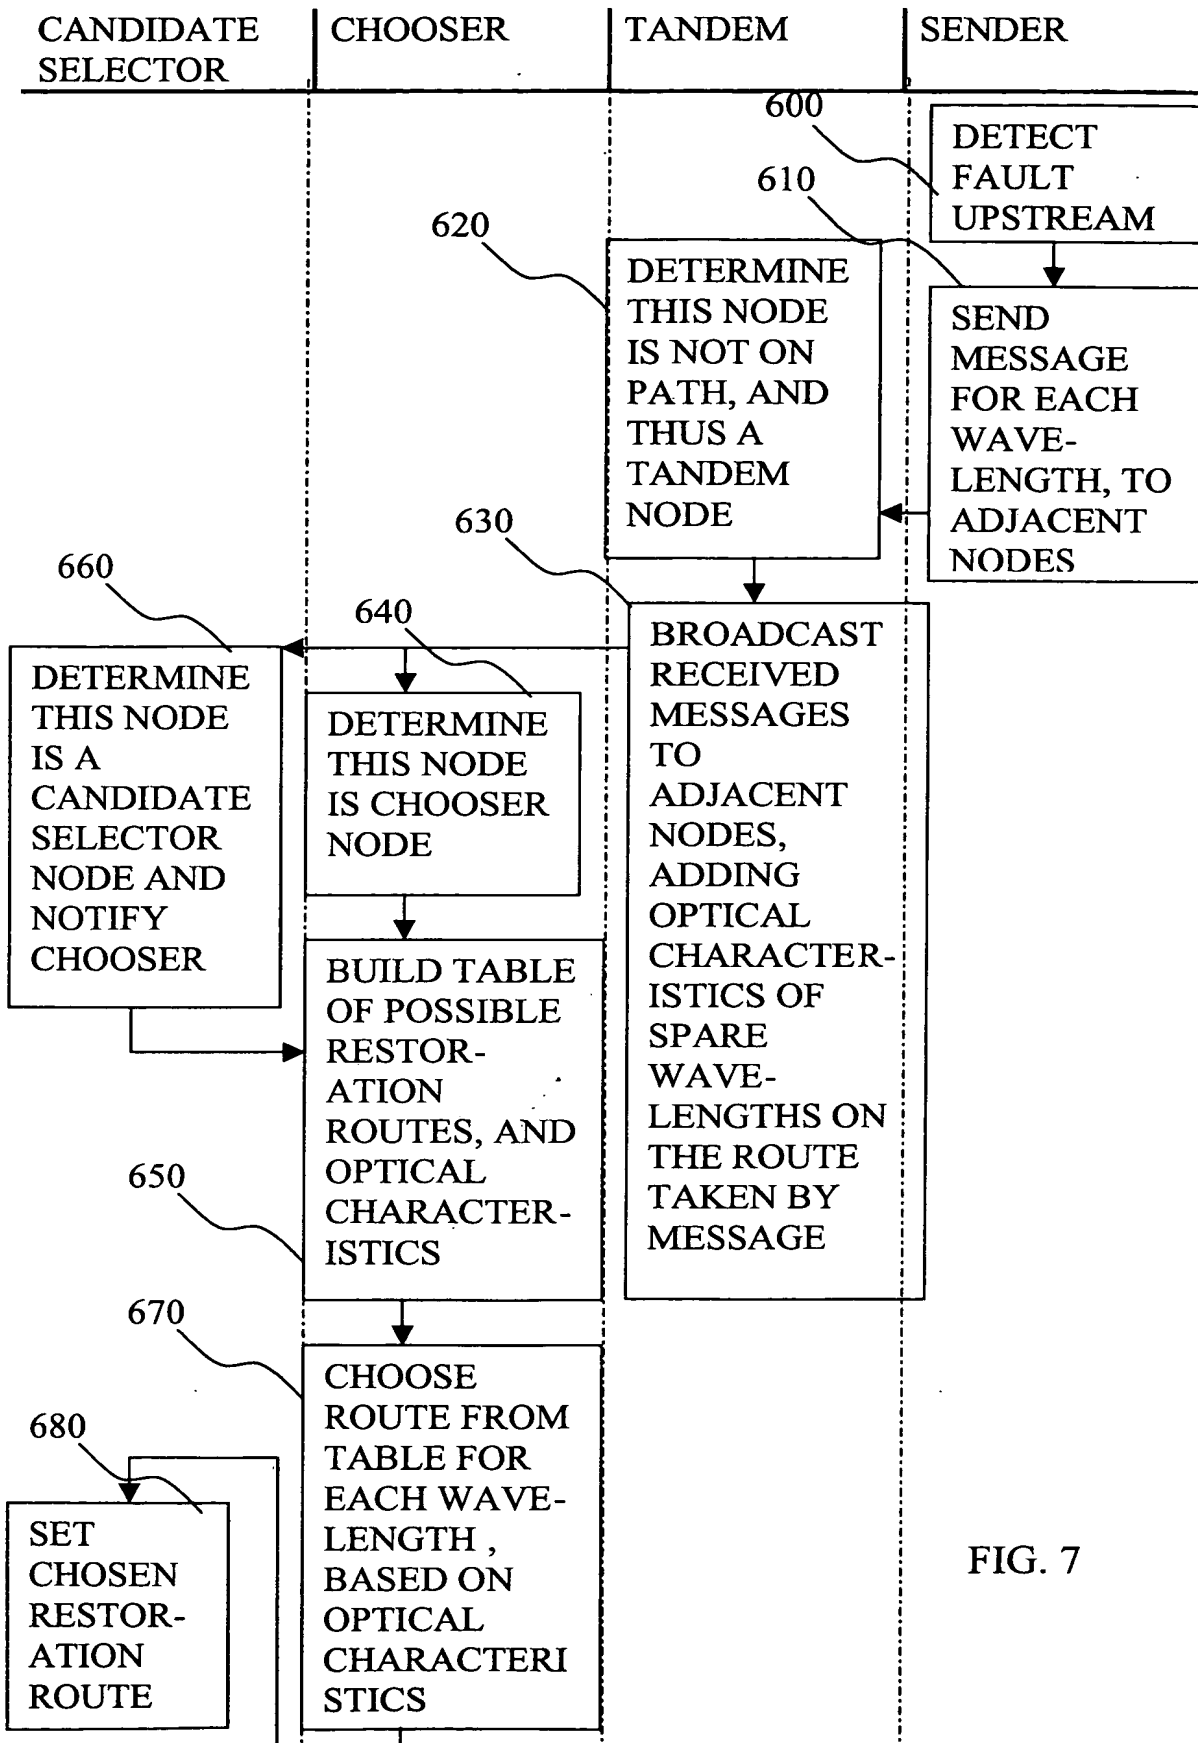 CANDIDATE
SELECTOR
CHOOSER
TANDEM
SENDER
600
DETECT
FAULT
UPSTREAM
610
SEND
MESSAGE
FOR EACH
WAVE-
LENGTH, TO
ADJACENT
NODES
620
DETERMINE
THIS NODE
IS NOT ON
PATH, AND
THUS A
TANDEM
NODE
630
BROADCAST
RECEIVED
MESSAGES
TO
ADJACENT
NODES,
ADDING
OPTICAL
CHARACTER-
ISTICS OF
SPARE
WAVE-
LENGTHS ON
THE ROUTE
TAKEN BY
MESSAGE
640
DETERMINE
THIS NODE
IS CHOOSER
NODE
660
DETERMINE
THIS NODE
IS A
CANDIDATE
SELECTOR
NODE AND
NOTIFY
CHOOSER
650
BUILD TABLE
OF POSSIBLE
RESTOR-
ATION
ROUTES, AND
OPTICAL
CHARACTER-
ISTICS
670
CHOOSE
ROUTE FROM
TABLE FOR
EACH WAVE-
LENGTH ,
BASED ON
OPTICAL
CHARACTERI
STICS
680
SET
CHOSEN
RESTOR-
ATION
ROUTE
FIG. 7